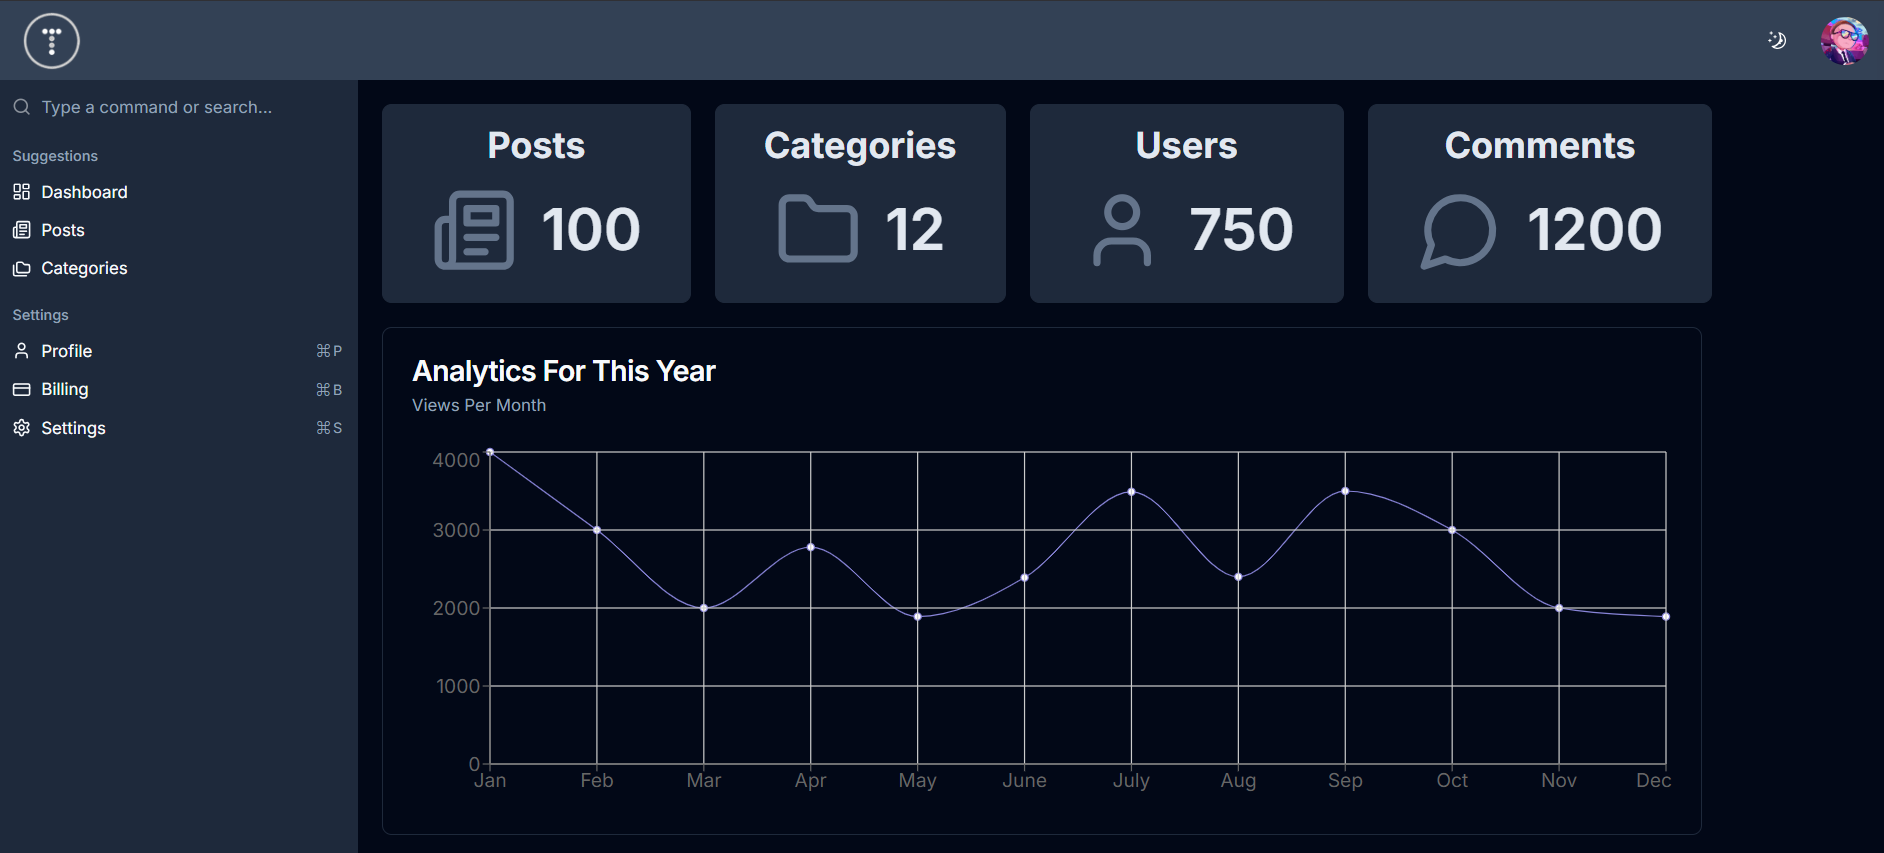 T
Type a command or search...
Suggestions
Dashboard
Posts
Categories
Settings
Profile ⌘P
Billing ⌘B
Settings ⌘S
Posts
100
Categories
12
Users
750
Comments
1200
Analytics For This Year
Views Per Month
4000
3000
2000
1000
0
Jan Feb Mar Apr May June July Aug Sep Oct Nov Dec